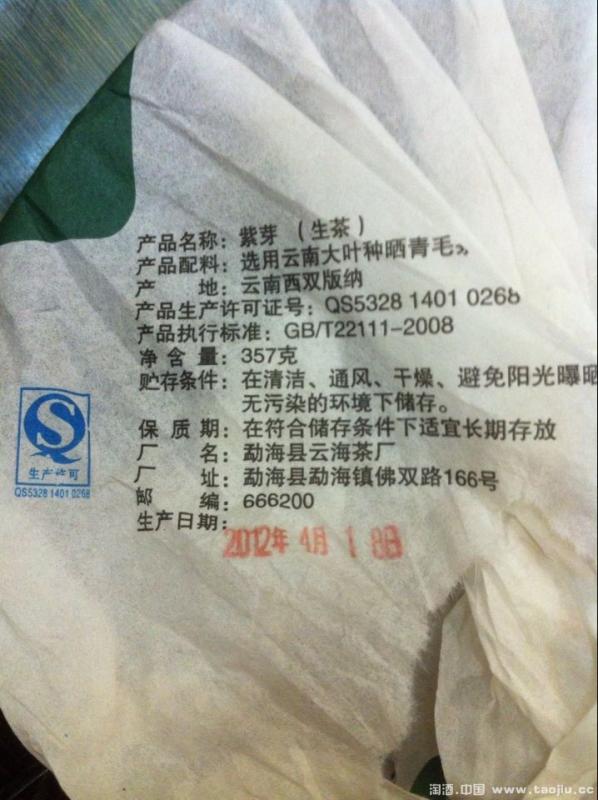 产品名称：紫芽（生茶）
产品配料：选用云南大叶种晒青毛
产　　地：云南西双版纳
产品生产许可证号：QS5328 1401 0268
产品执行标准：GB/T22111-2008
净 含 量：357克
贮存条件：在清洁、通风、干燥、避免阳光曝晒
无污染的环境下储存。
保 质 期：在符合储存条件下适宜长期存放
厂　　名：勐海县云海茶厂
厂　　址：勐海县勐海镇佛双路166号
邮　　编：666200
生产日期：
2012年 4月 1 8日
生产许可
QS5328 1401 0268
淘酒.中国 www.taojiu.cc